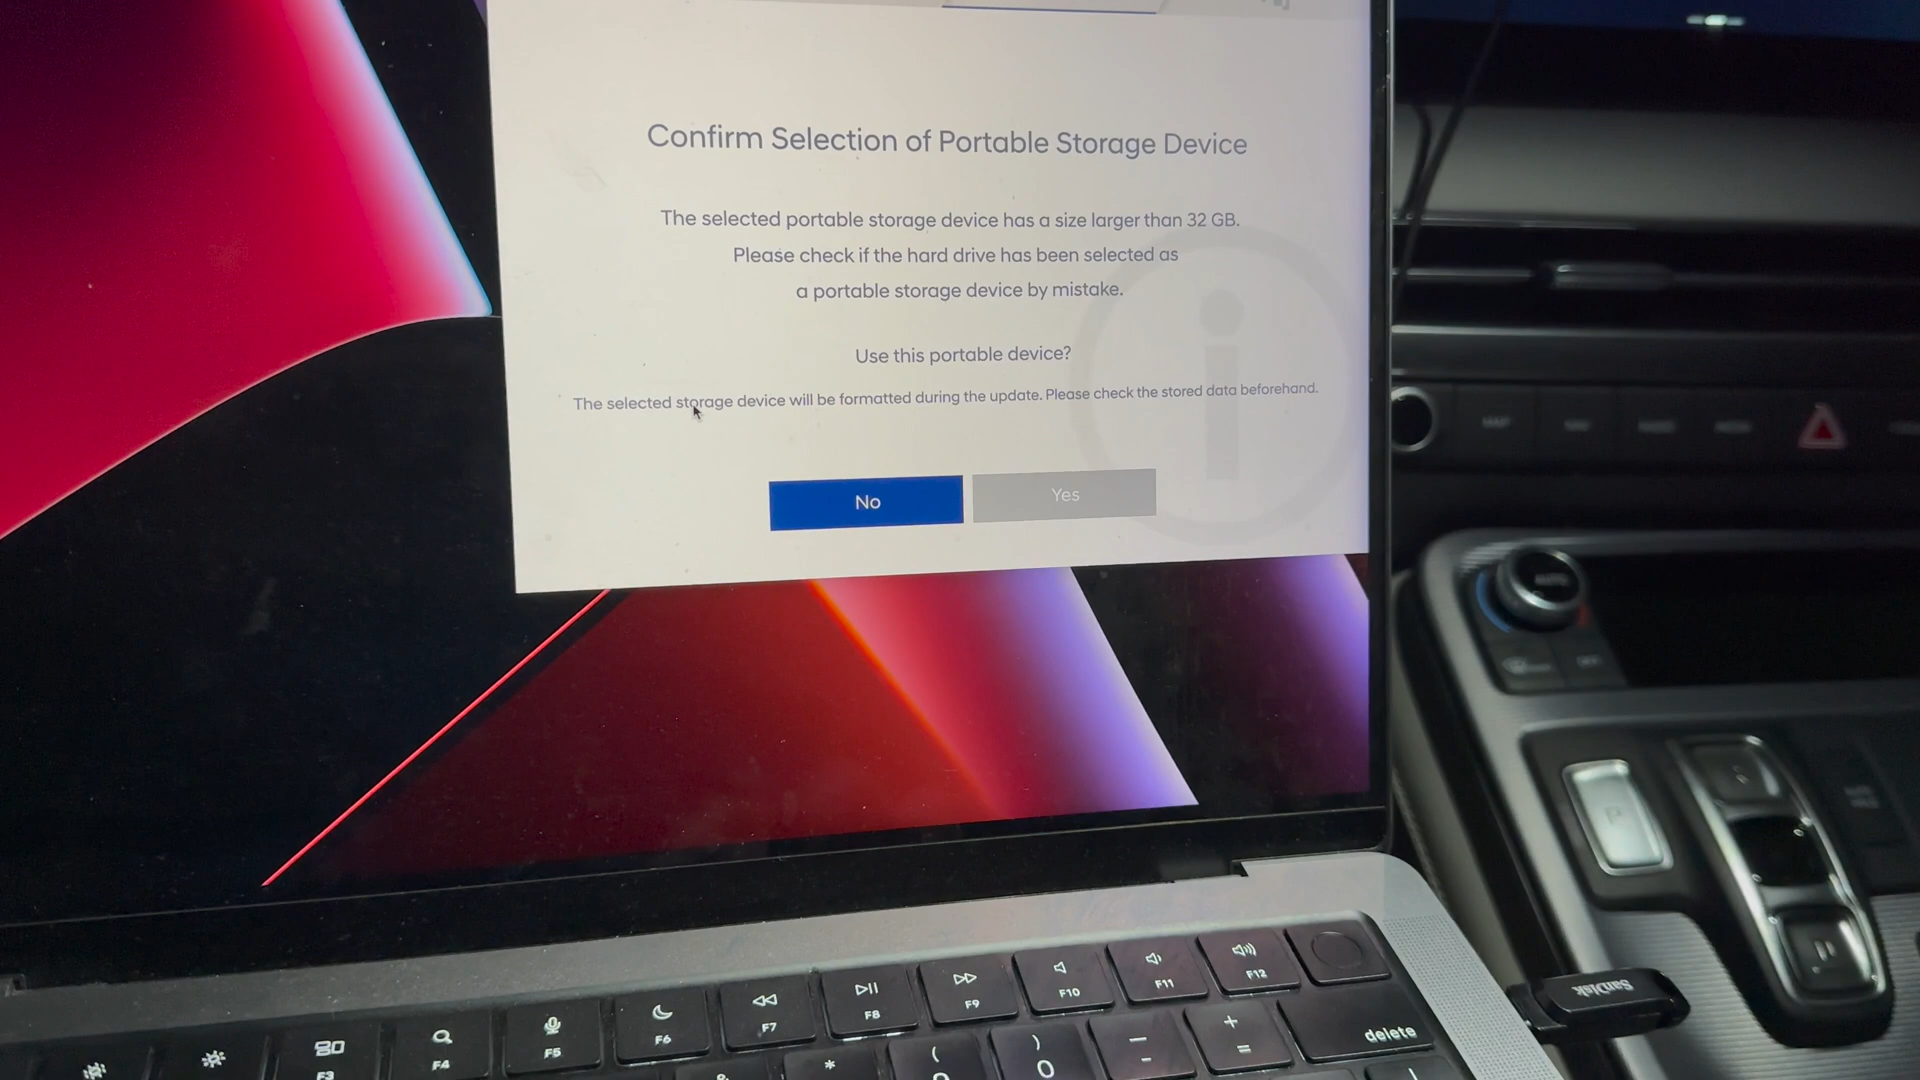 Confirm Selection of Portable Storage Device
The selected portable storage device has a size larger than 32 GB.
Please check if the hard drive has been selected as
a portable storage device by mistake.
Use this portable device?
The selected storage device will be formatted during the update. Please check the stored data beforehand.
No
Yes
AUTO
P
SanDisk
F3
F4
F5
F6
F7
F8
F9
F10
F11
F12
*
(
)
0
—
-
+
=
delete